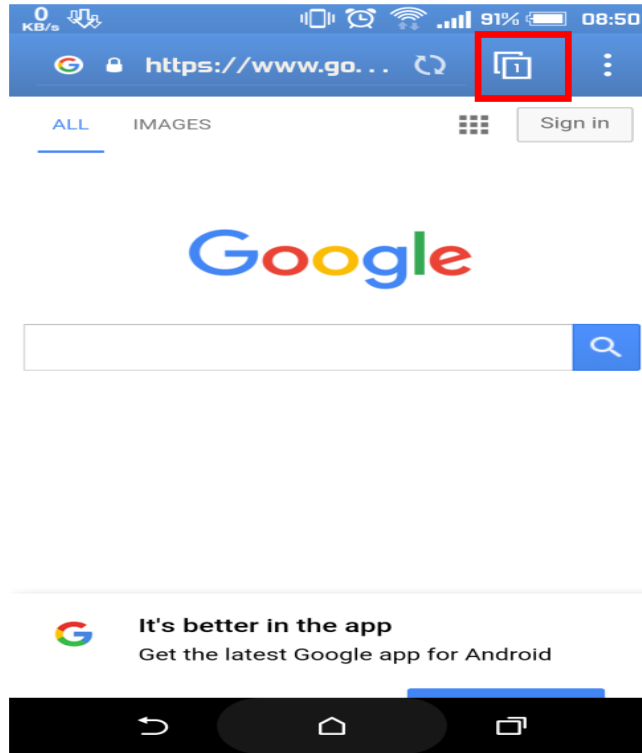 0
KB/s
91%
08:50
G
https://www.go...
1
ALL
IMAGES
Sign in
Google
G
It's better in the app
Get the latest Google app for Android